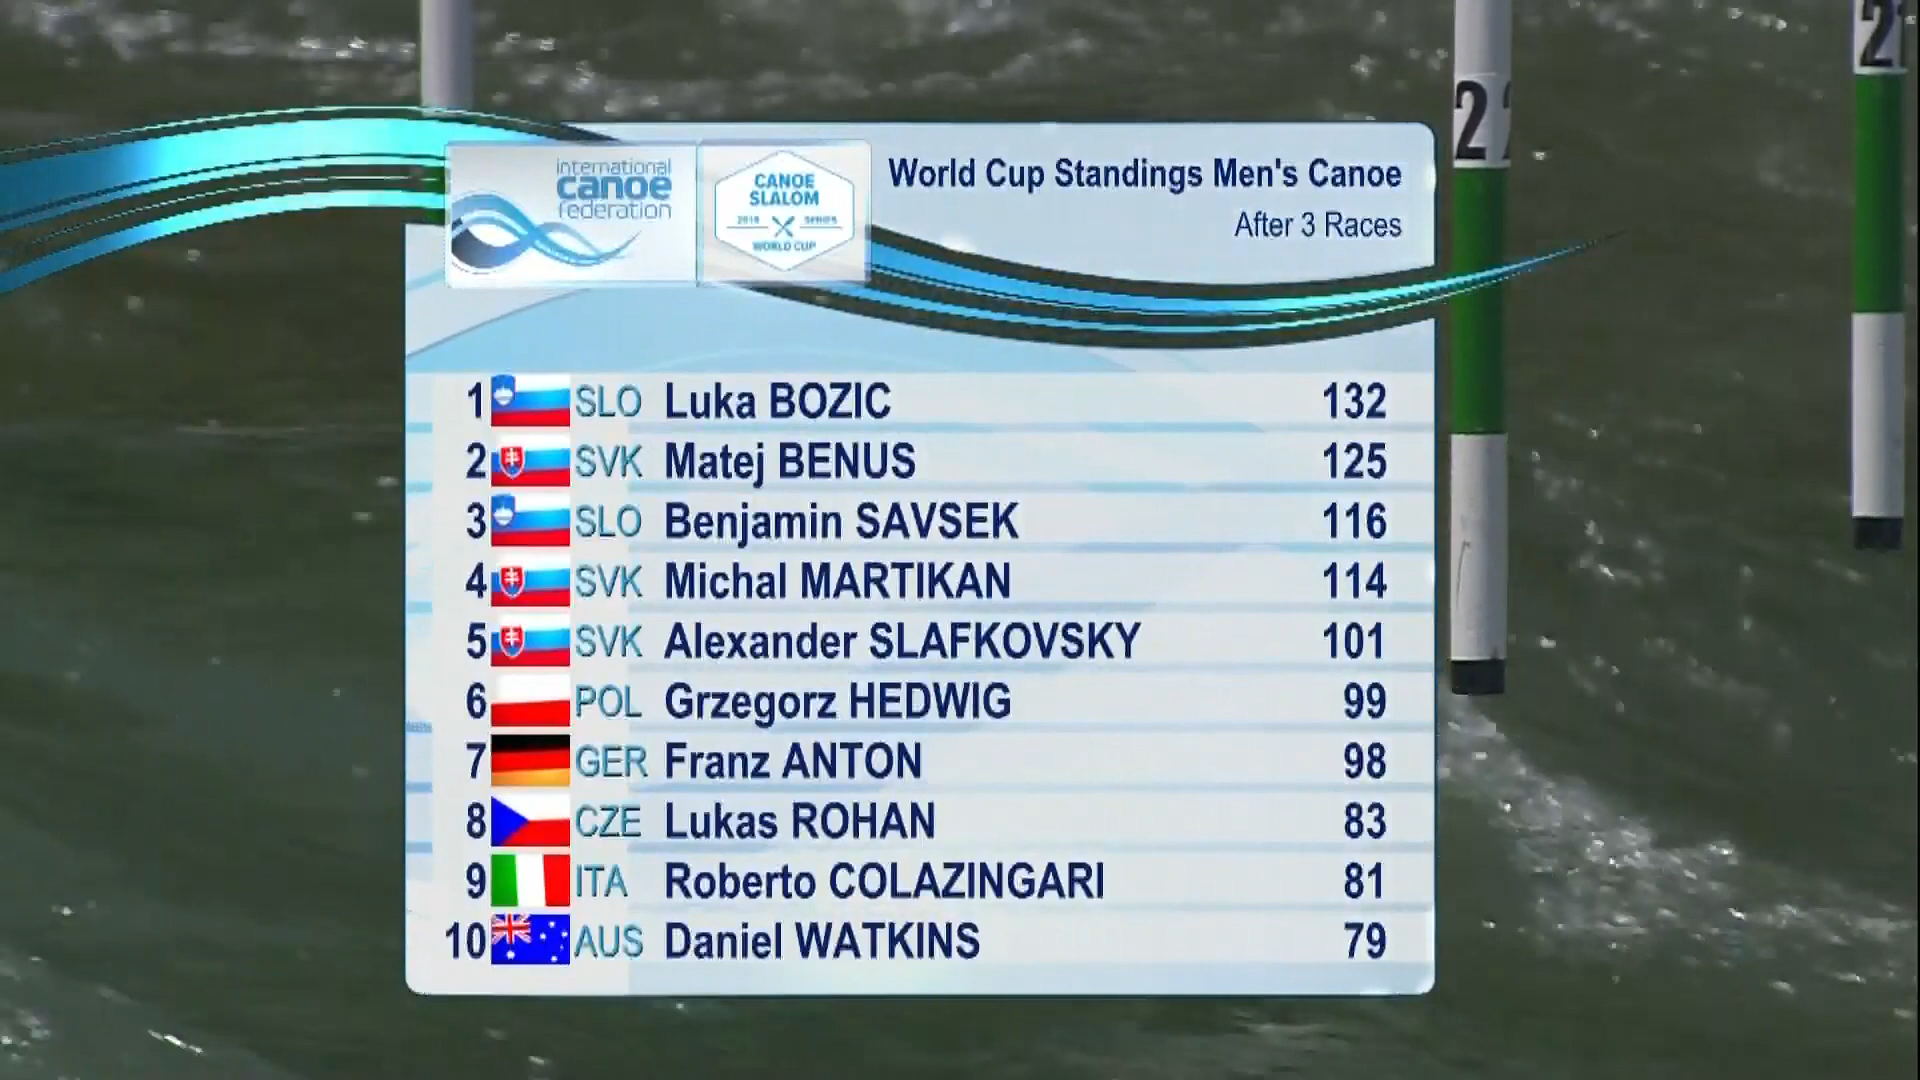 22
21
international
canoe
federation
CANOE
SLALOM
SERIES
WORLD CUP
World Cup Standings Men's Canoe
After 3 Races
1 SLO Luka BOZIC 132
2 SVK Matej BENUS 125
3 SLO Benjamin SAVSEK 116
4 SVK Michal MARTIKAN 114
5 SVK Alexander SLAFKOVSKY 101
6 POL Grzegorz HEDWIG 99
7 GER Franz ANTON 98
8 CZE Lukas ROHAN 83
9 ITA Roberto COLAZINGARI 81
10 AUS Daniel WATKINS 79